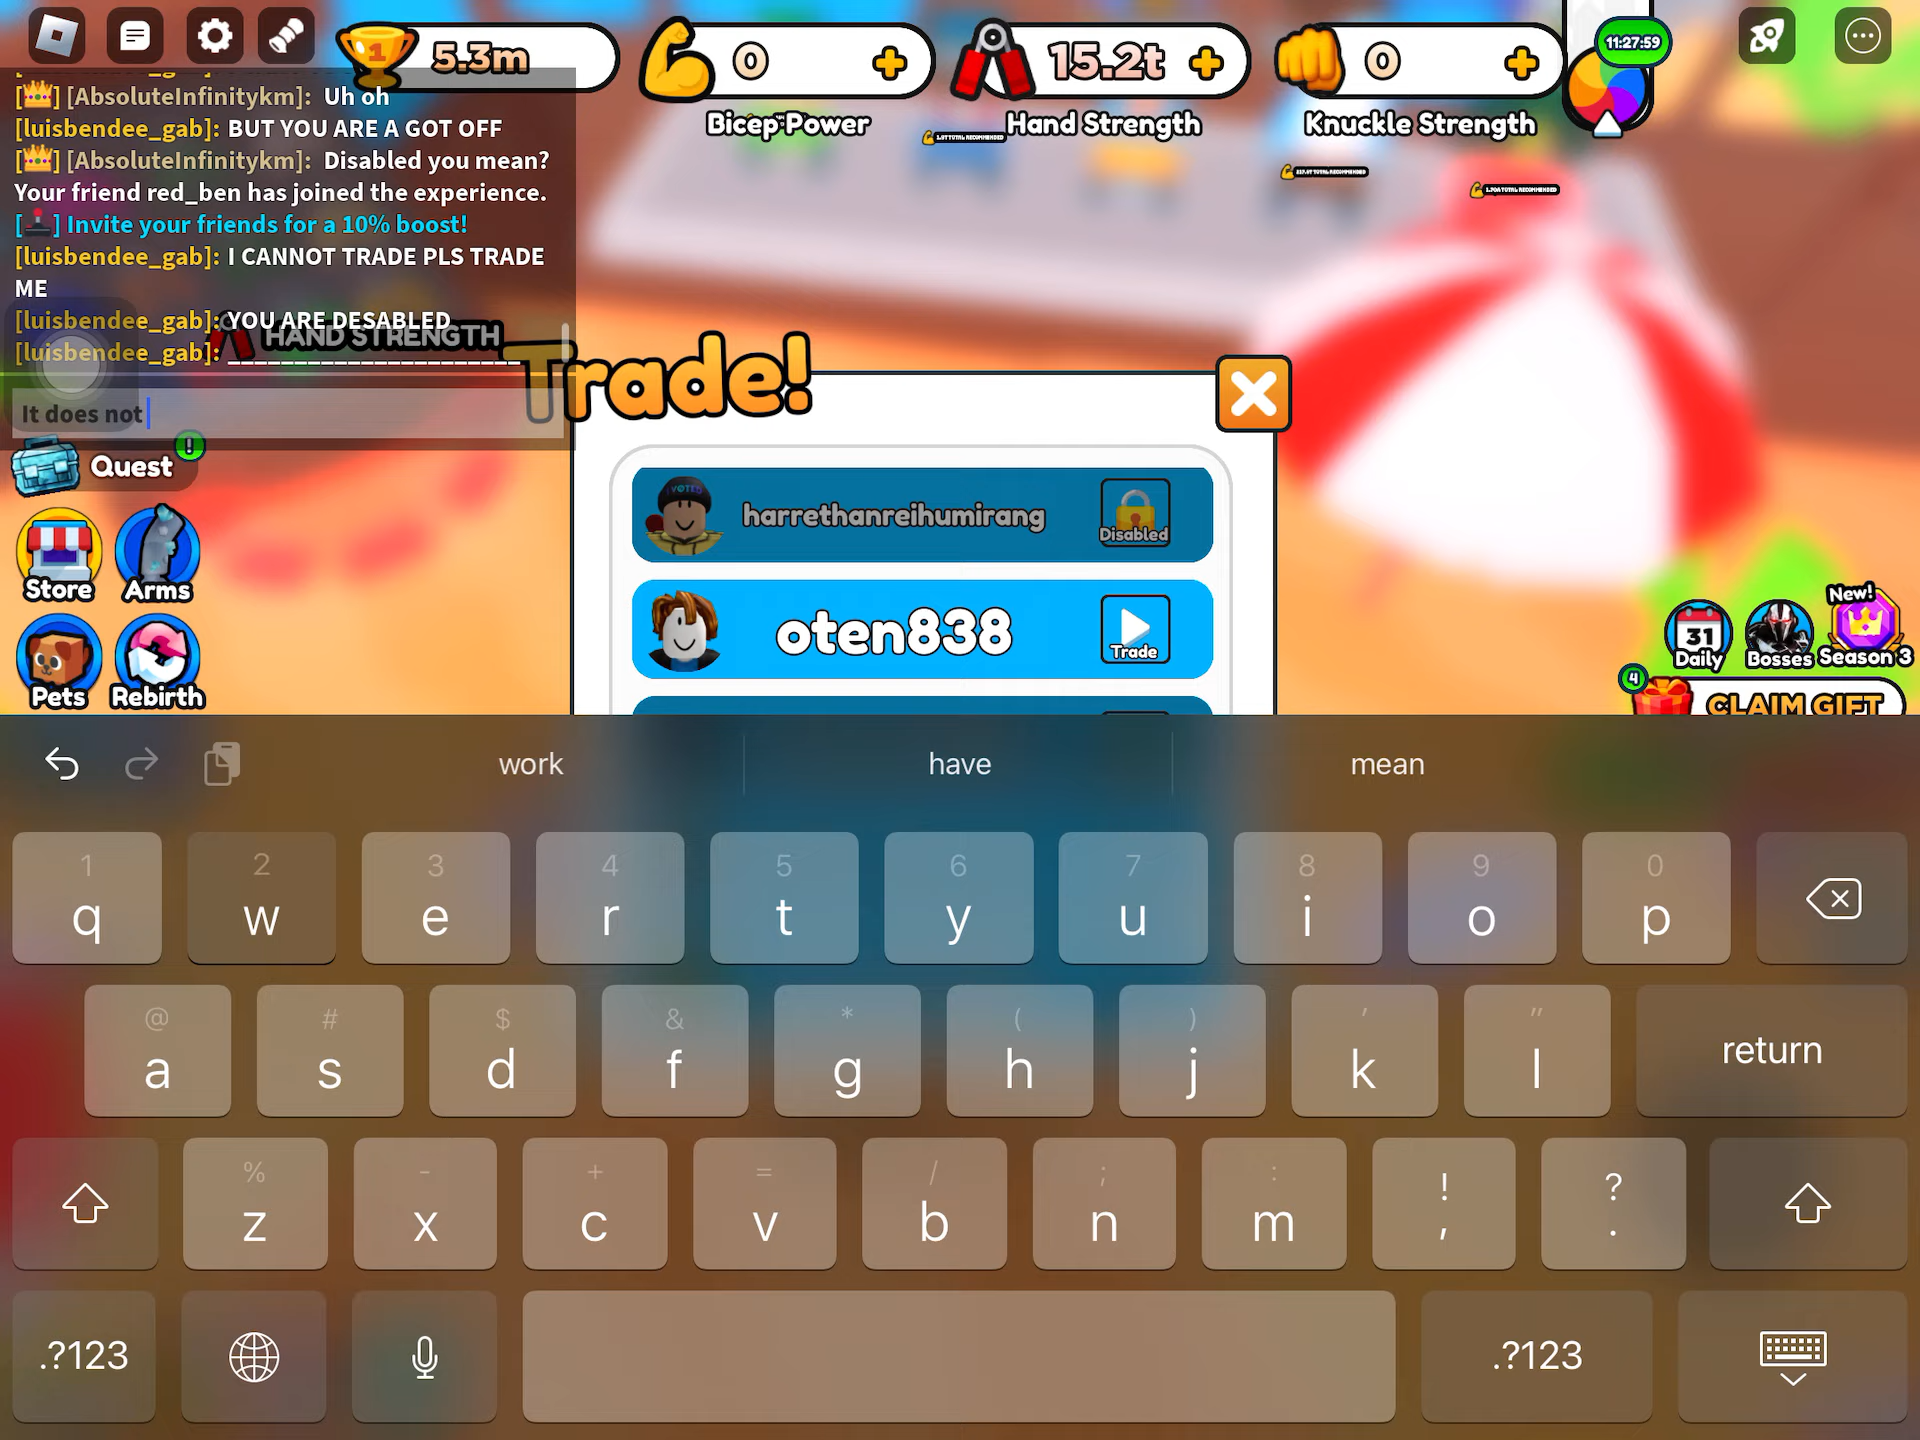 5.3m
0
15.2t
0
11:27:59
Bicep Power
Hand Strength
Knuckle Strength
[AbsoluteInfinitykm]: Uh oh
[luisbendee_gab]: BUT YOU ARE A GOT OFF
[AbsoluteInfinitykm]: Disabled you mean?
Your friend red_ben has joined the experience.
[ ] Invite your friends for a 10% boost!
[luisbendee_gab]: I CANNOT TRADE PLS TRADE
ME
[luisbendee_gab]: YOU ARE DESABLED
HAND STRENGTH
[luisbendee_gab]: ____________________
It does not
Trade!
harrethanreihumirang
Disabled
oten838
Trade
Quest
!
Store
Arms
Pets
Rebirth
31
Daily
Bosses
New!
Season 3
4
CLAIM GIFT
work
have
mean
1 2 3 4 5 6 7 8 9 0
q w e r t y u i o p
@ # $ & * ( ) ' "
a s d f g h j k l
return
% - + = / ; : ! ?
z x c v b n m , .
.?123
.?123